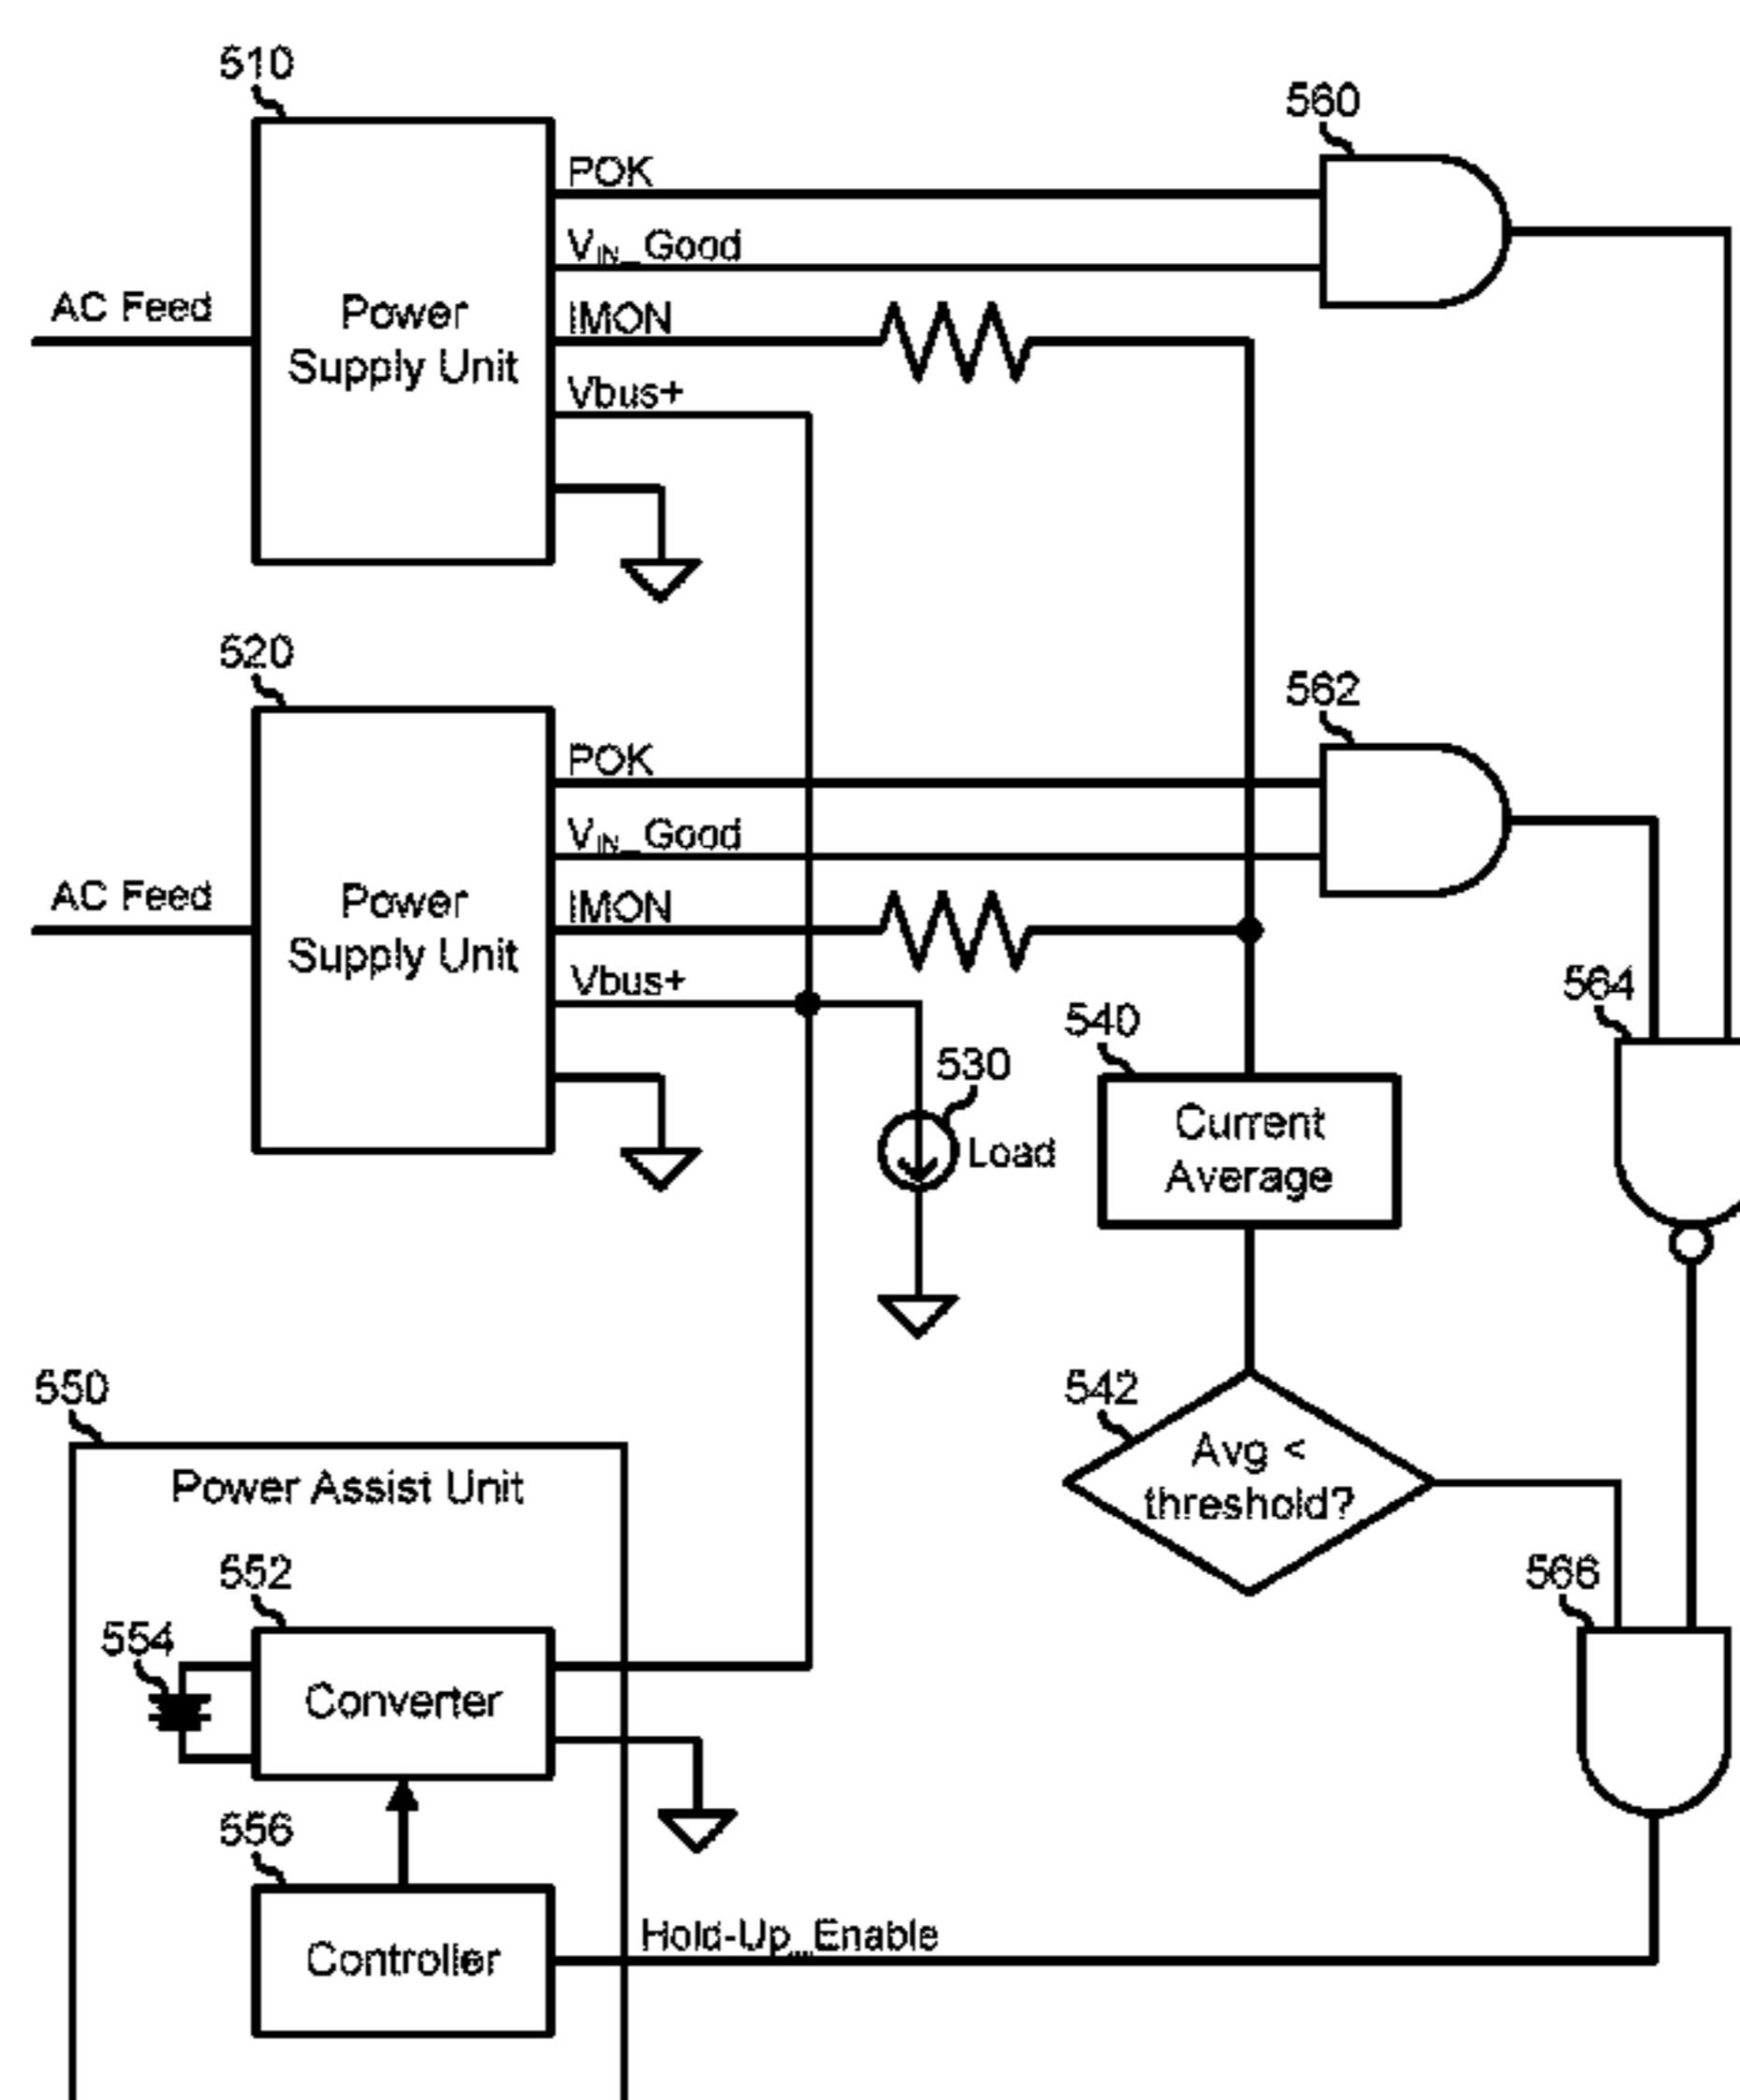 510
560
POK
VIN_Good
AC Feed
Power
Supply Unit
IMON
Vbus+
520
562
POK
VIN_Good
AC Feed
Power
Supply Unit
IMON
Vbus+
564
540
530
Load
Current
Average
550
542
Power Assist Unit
Avg <
threshold?
552
566
554
Converter
556
Hold-Up_Enable
Controller